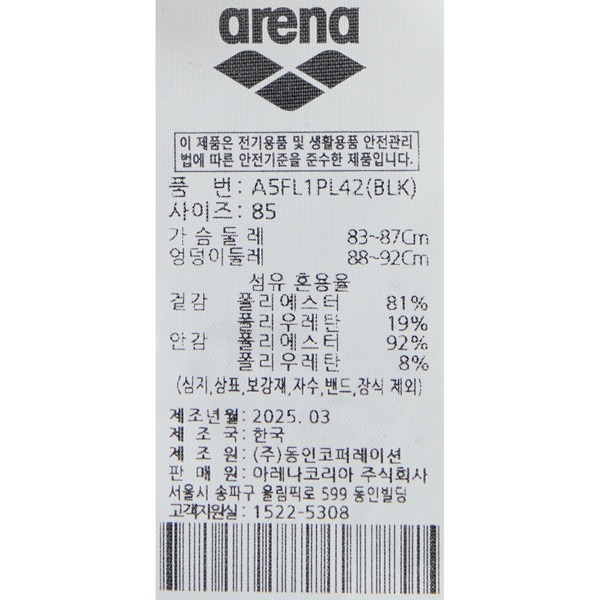 arena
이 제품은 전기용품 및 생활용품 안전관리
법에 따른 안전기준을 준수한 제품입니다.
품 번: A5FL1PL42(BLK)
사이즈: 85
가슴둘레 83~87Cm
엉덩이둘레 88~92Cm
섬유 혼용율
겉감 폴리에스터 81%
폴리우레탄 19%
안감 폴리에스터 92%
폴리우레탄 8%
(심지,상표,보강재,자수,밴드,장식 제외)
제조년월: 2025. 03
제 조 국: 한국
제 조 원: (주)동인코퍼레이션
판 매 원: 아레나코리아 주식회사
서울시 송파구 올림픽로 599 동인빌딩
고객지원실: 1522-5308